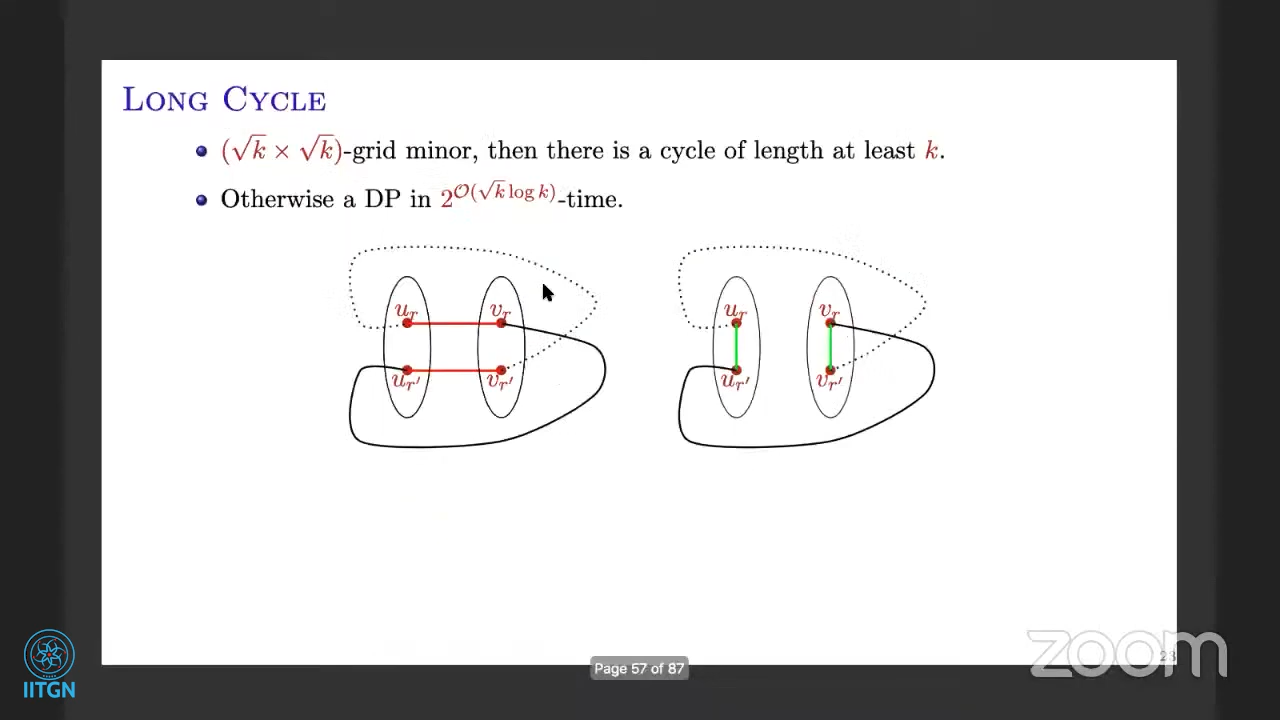 LONG CYCLE
(√k × √k)-grid minor, then there is a cycle of length at least k.
Otherwise a DP in 2^{O(√k log k)}-time.
u_r v_r u_r v_r
u_{r'} v_{r'} u_{r'} v_{r'}
IITGN
Page 57 of 87
zoom
28